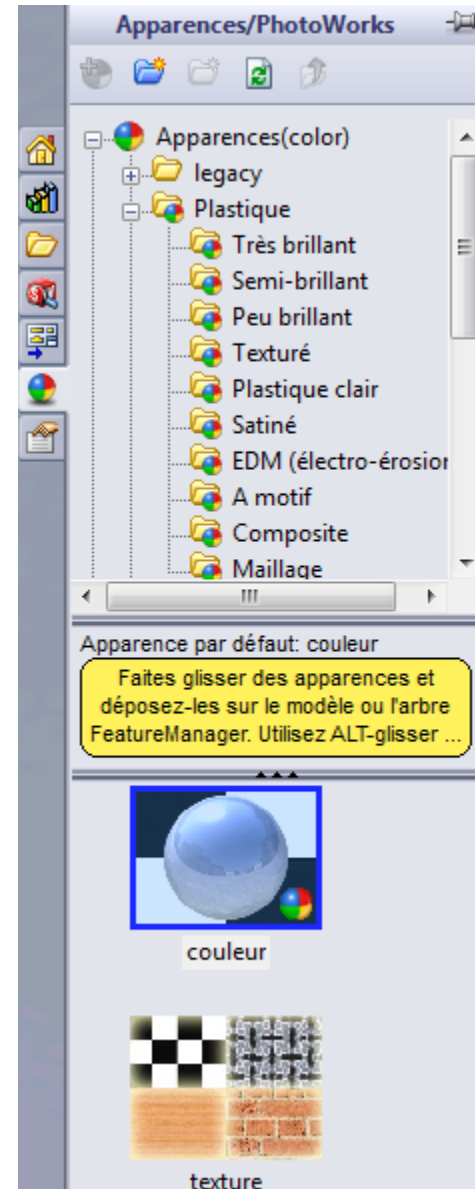 Apparences/PhotoWorks
Apparences(color)
legacy
Plastique
Très brillant
Semi-brillant
Peu brillant
Texturé
Plastique clair
Satiné
EDM (électro-érosion
A motif
Composite
Maillage
Apparence par défaut: couleur
Faites glisser des apparences et
déposez-les sur le modèle ou l'arbre
FeatureManager. Utilisez ALT-glisser ...
couleur
texture